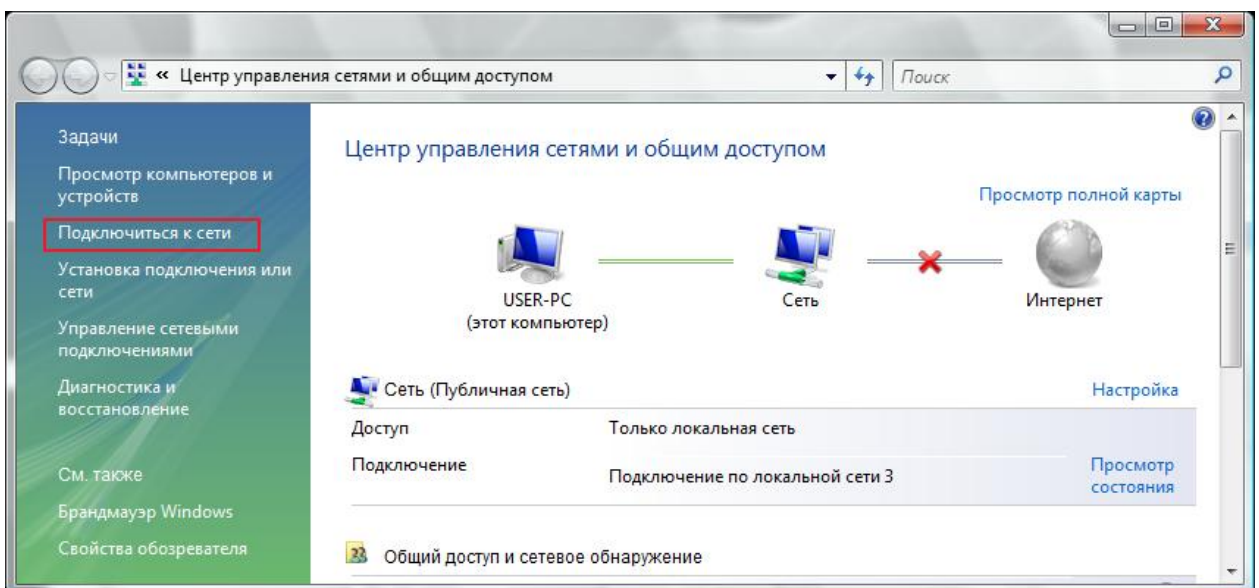 « Центр управления сетями и общим доступом
Поиск
Задачи
Просмотр компьютеров и
устройств
Подключиться к сети
Установка подключения или
сети
Управление сетевыми
подключениями
Диагностика и
восстановление
См. также
Брандмауэр Windows
Свойства обозревателя
Центр управления сетями и общим доступом
Просмотр полной карты
USER-PC
(этот компьютер)
Сеть
Интернет
Сеть (Публичная сеть)
Настройка
Доступ
Только локальная сеть
Подключение
Подключение по локальной сети 3
Просмотр
состояния
Общий доступ и сетевое обнаружение